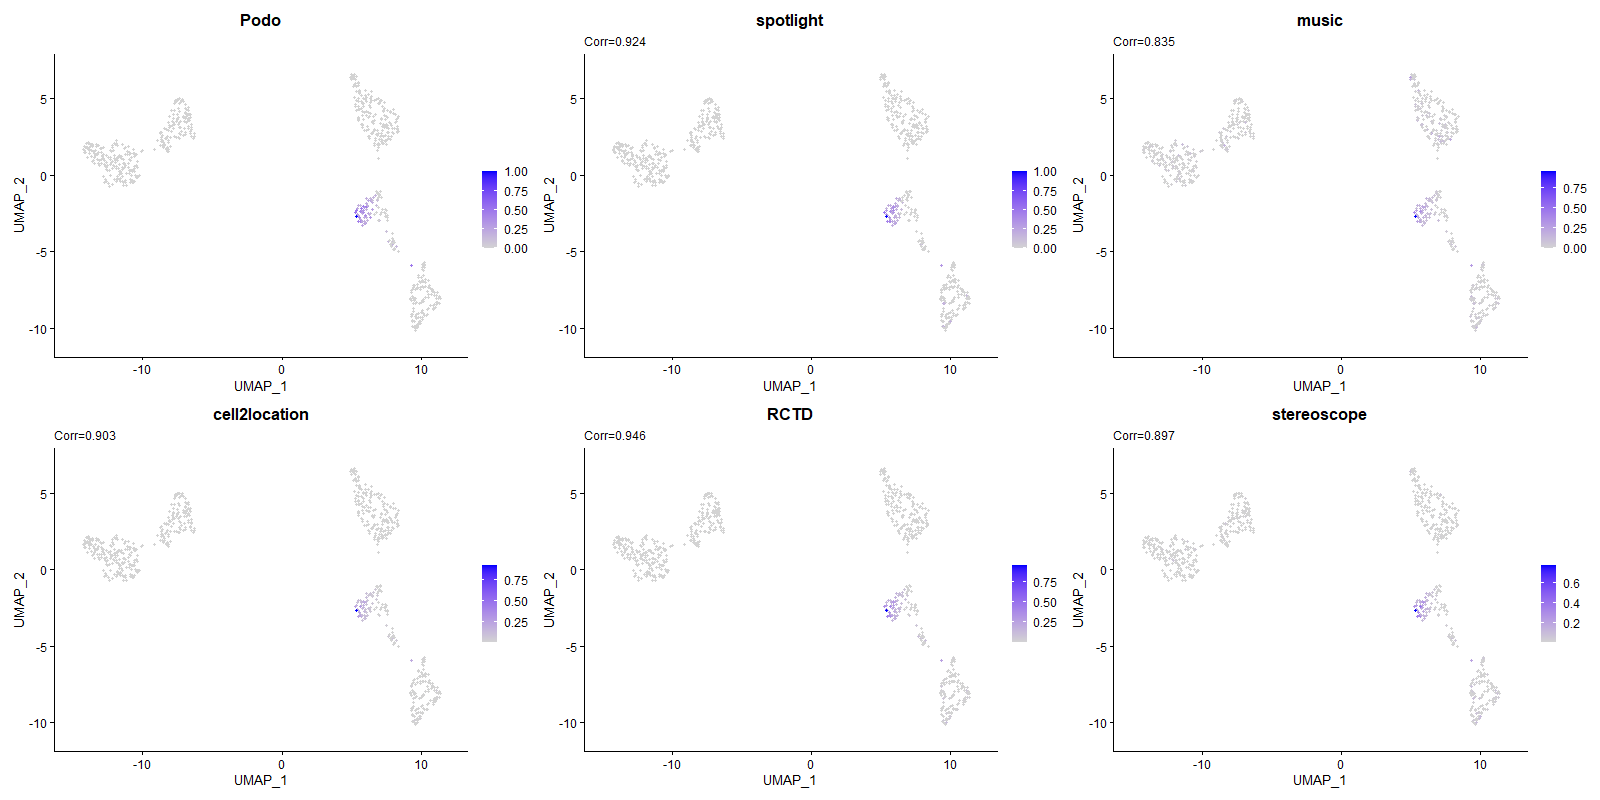 Podo
5
0
-5
-10
-10
0
10
UMAP_1
UMAP_2
1.00
0.75
0.50
0.25
0.00
spotlight
Corr=0.924
5
0
-5
-10
-10
0
10
UMAP_1
UMAP_2
1.00
0.75
0.50
0.25
0.00
music
Corr=0.835
5
0
-5
-10
-10
0
10
UMAP_1
UMAP_2
0.75
0.50
0.25
0.00
cell2location
Corr=0.903
5
0
-5
-10
-10
0
10
UMAP_1
UMAP_2
0.75
0.50
0.25
RCTD
Corr=0.946
5
0
-5
-10
-10
0
10
UMAP_1
UMAP_2
0.75
0.50
0.25
stereoscope
Corr=0.897
5
0
-5
-10
-10
0
10
UMAP_1
UMAP_2
0.6
0.4
0.2